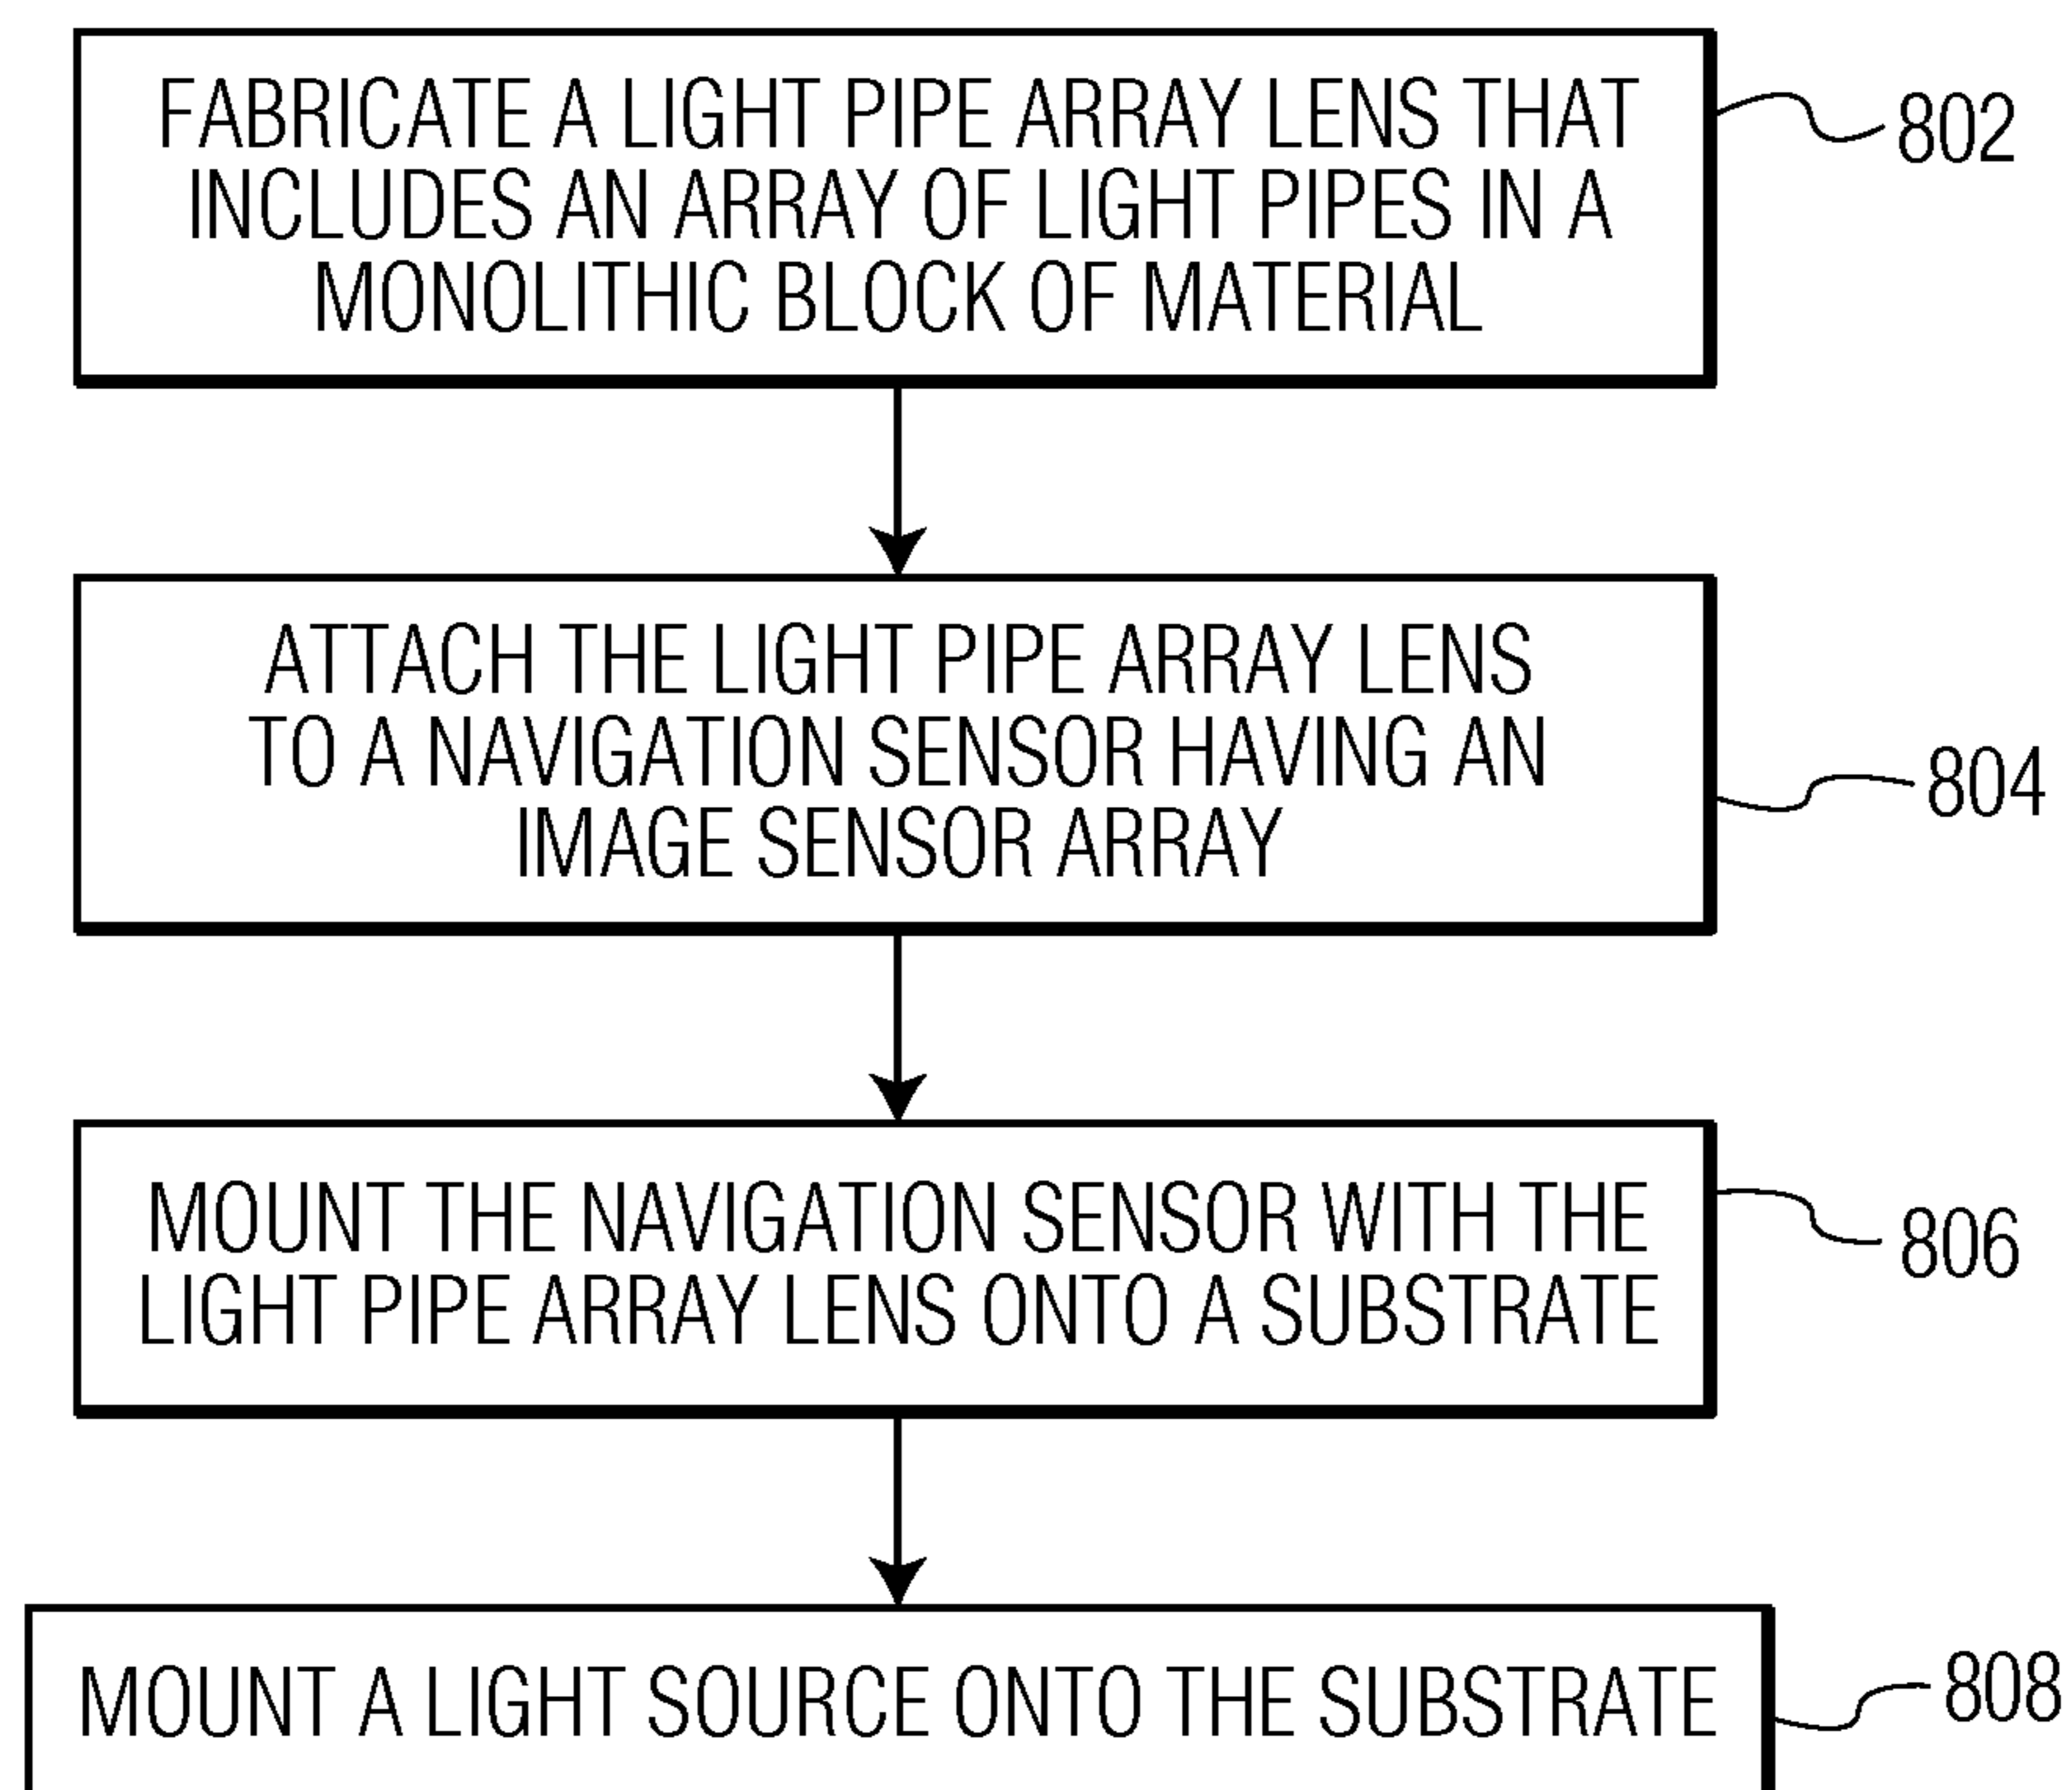 FABRICATE A LIGHT PIPE ARRAY LENS THAT
INCLUDES AN ARRAY OF LIGHT PIPES IN A
MONOLITHIC BLOCK OF MATERIAL
802
ATTACH THE LIGHT PIPE ARRAY LENS
TO A NAVIGATION SENSOR HAVING AN
IMAGE SENSOR ARRAY
804
MOUNT THE NAVIGATION SENSOR WITH THE
LIGHT PIPE ARRAY LENS ONTO A SUBSTRATE
806
MOUNT A LIGHT SOURCE ONTO THE SUBSTRATE
808